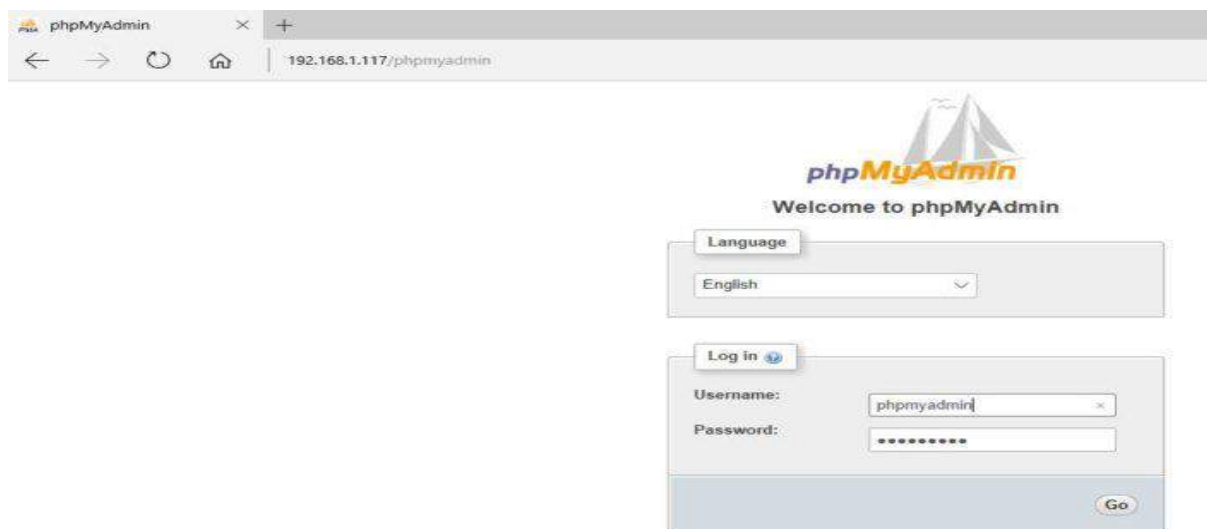 phpMyAdmin
192.168.1.117/phpmyadmin
phpMyAdmin
Welcome to phpMyAdmin
Language
English
Log in
Username:
phpmyadmin
Password:
•••••••••
Go